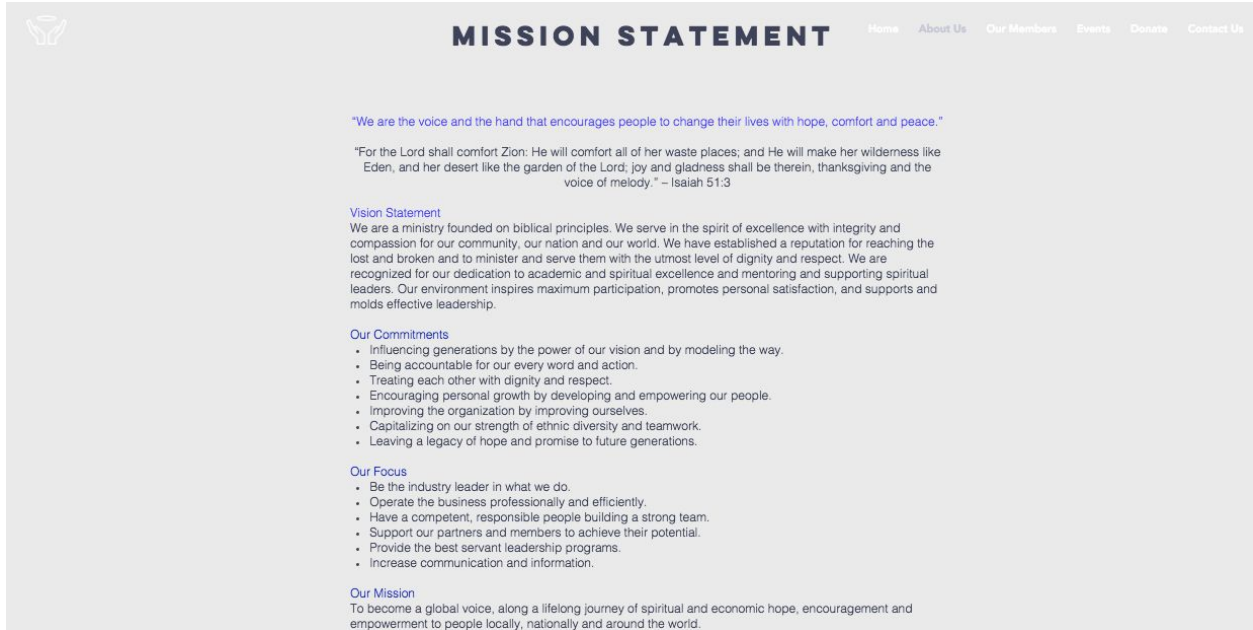 MISSION STATEMENT
Home About Us Our Members Events Donate Contact Us
“We are the voice and the hand that encourages people to change their lives with hope, comfort and peace.”
“For the Lord shall comfort Zion: He will comfort all of her waste places; and He will make her wilderness like
Eden, and her desert like the garden of the Lord; joy and gladness shall be therein, thanksgiving and the
voice of melody.” – Isaiah 51:3
Vision Statement
We are a ministry founded on biblical principles. We serve in the spirit of excellence with integrity and
compassion for our community, our nation and our world. We have established a reputation for reaching the
lost and broken and to minister and serve them with the utmost level of dignity and respect. We are
recognized for our dedication to academic and spiritual excellence and mentoring and supporting spiritual
leaders. Our environment inspires maximum participation, promotes personal satisfaction, and supports and
molds effective leadership.
Our Commitments
• Influencing generations by the power of our vision and by modeling the way.
• Being accountable for our every word and action.
• Treating each other with dignity and respect.
• Encouraging personal growth by developing and empowering our people.
• Improving the organization by improving ourselves.
• Capitalizing on our strength of ethnic diversity and teamwork.
• Leaving a legacy of hope and promise to future generations.
Our Focus
• Be the industry leader in what we do.
• Operate the business professionally and efficiently.
• Have a competent, responsible people building a strong team.
• Support our partners and members to achieve their potential.
• Provide the best servant leadership programs.
• Increase communication and information.
Our Mission
To become a global voice, along a lifelong journey of spiritual and economic hope, encouragement and
empowerment to people locally, nationally and around the world.